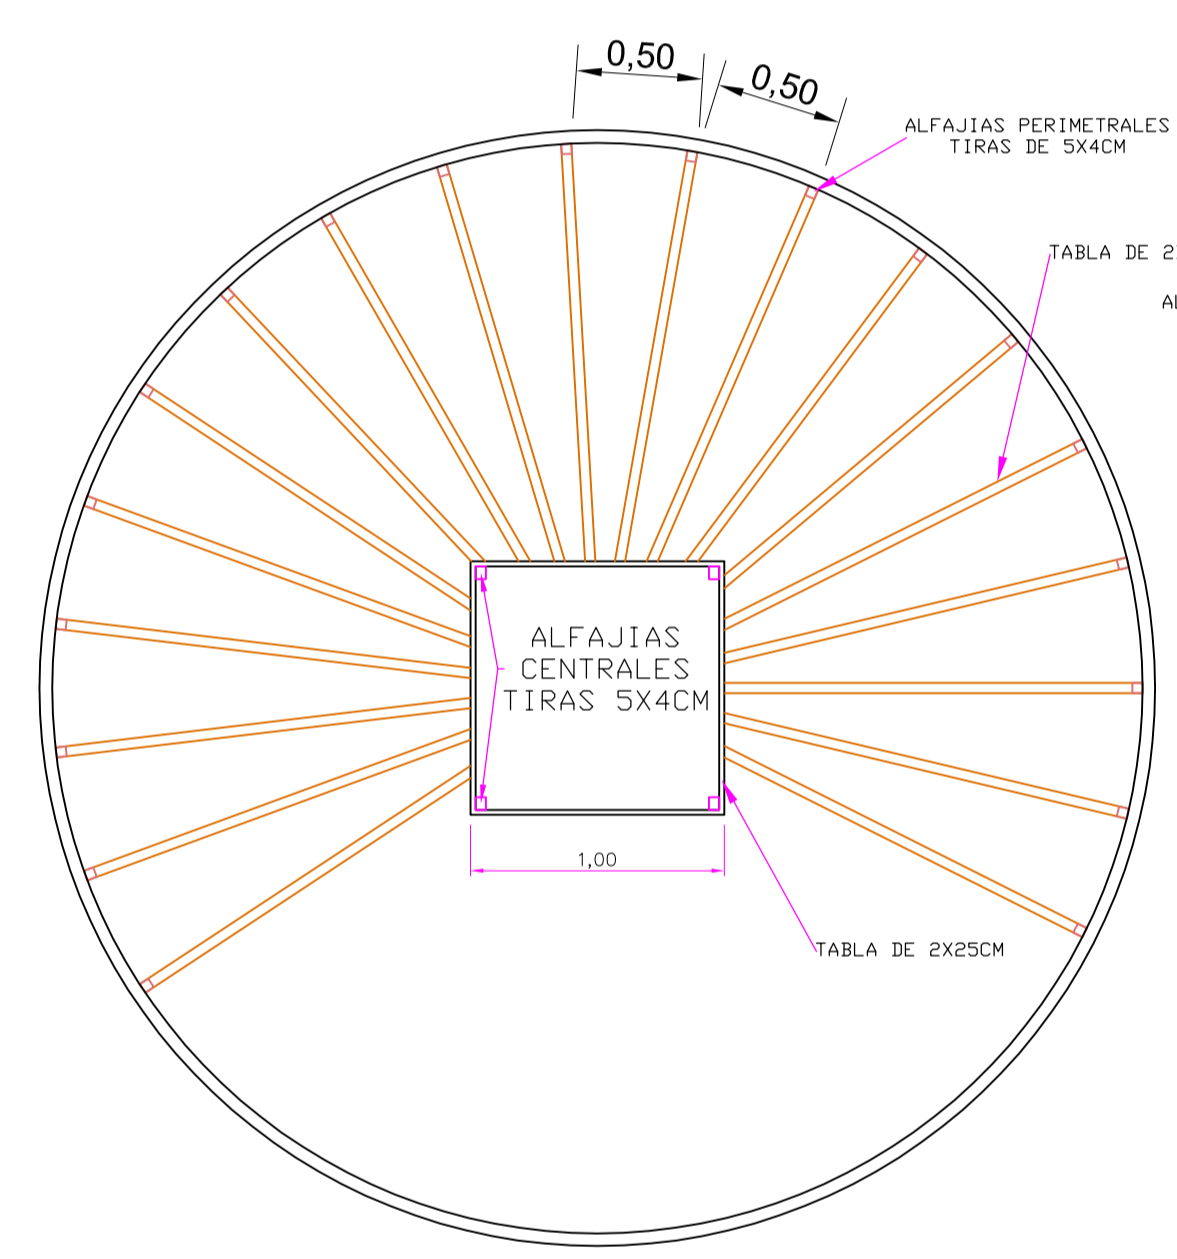 0,50
0,50
ALFAJIAS PERIMETRALES
TIRAS DE 5X4CM
TABLA DE
ALFAJIAS
CENTRALES
TIRAS 5X4CM
1,00
TABLA DE 2X25CM